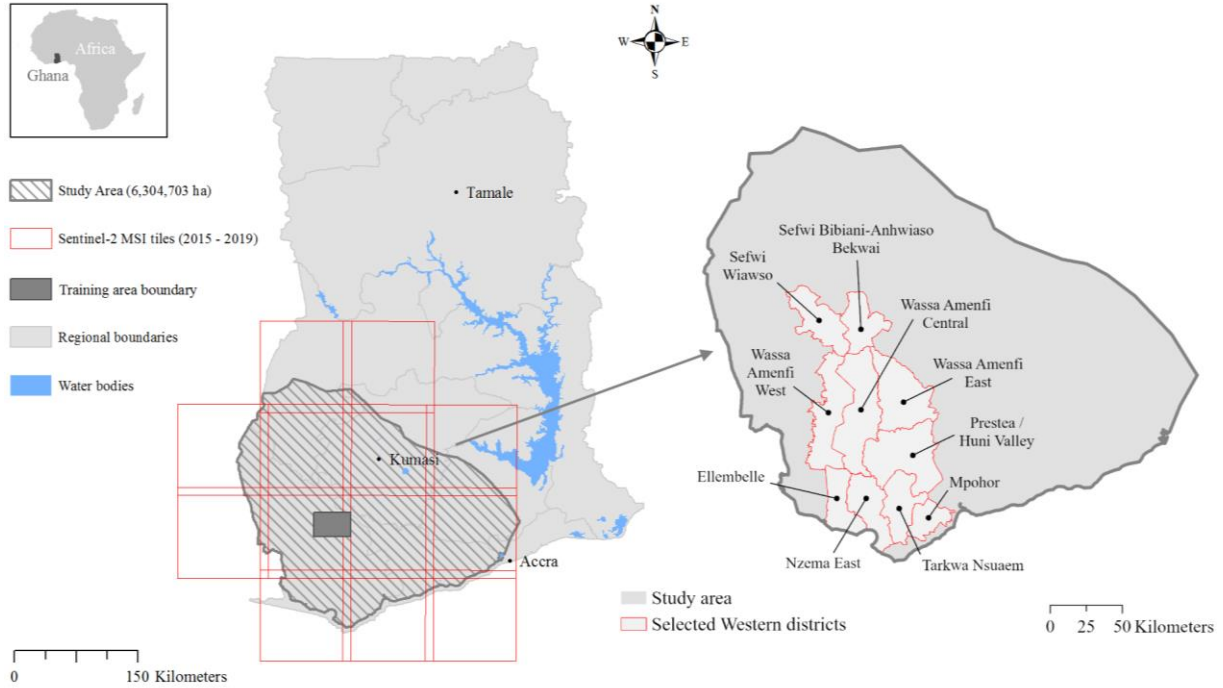 Africa
Ghana
N
W
E
S
Study Area (6,304,703 ha)
Sentinel-2 MSI tiles (2015 - 2019)
Training area boundary
Regional boundaries
Water bodies
Tamale
Kumasi
Accra
0
150 Kilometers
Sefwi Bibiani-Anhwiaso
Bekwai
Sefwi
Wiawso
Wassa Amenfi
Central
Wassa
Amenfi
West
Wassa Amenfi
East
Prestea /
Huni Valley
Ellembelle
Mpohor
Nzema East
Tarkwa Nsuaem
Study area
Selected Western districts
0 25 50 Kilometers